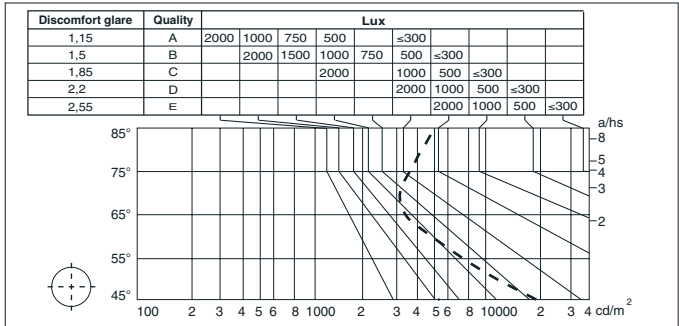 Discomfort glare Quality Lux
1,15 A 2000 1000 750 500 ≤300
1,5 B 2000 1500 1000 750 500 ≤300
1,85 C 2000 1000 500 ≤300
2,2 D 2000 1000 500 ≤300
2,55 E 2000 1000 500 ≤300
a/hs
85° 8
5
75° 4
3
65° 2
55°
45°
100 2 3 4 5 6 8 1000 2 3 4 5 6 8 10000 2 3 4 cd/m²